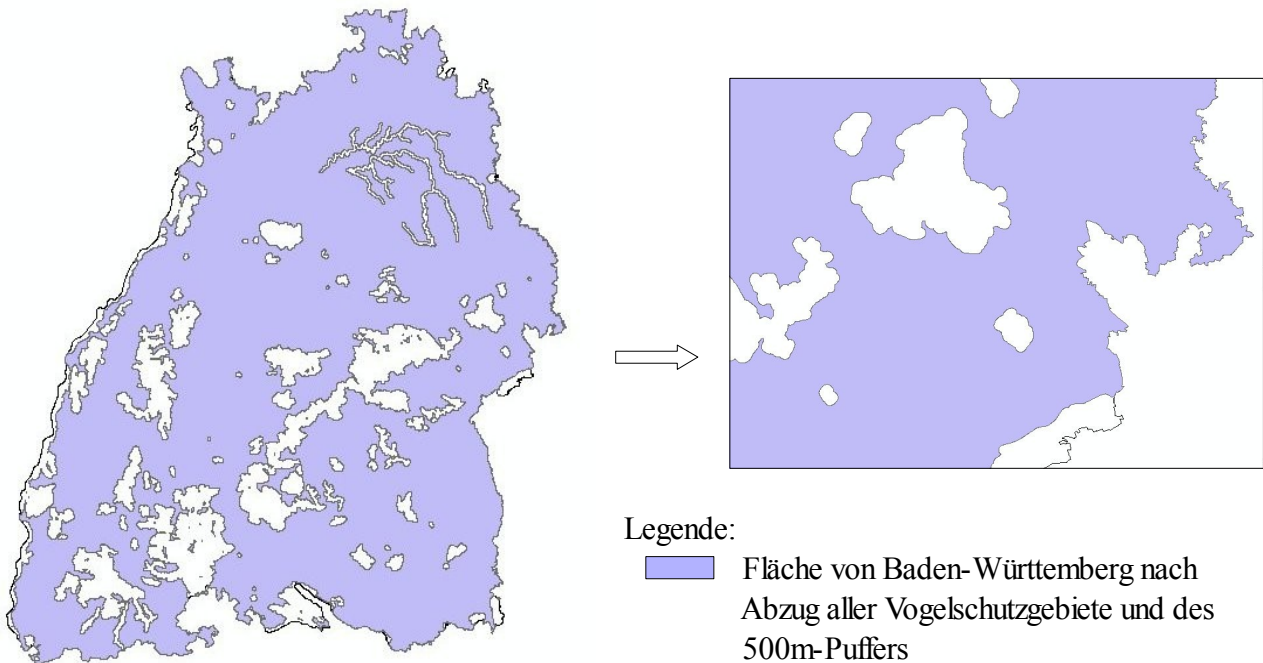 Legende:
Fläche von Baden-Württemberg nach
Abzug aller Vogelschutzgebiete und des
500m-Puffers